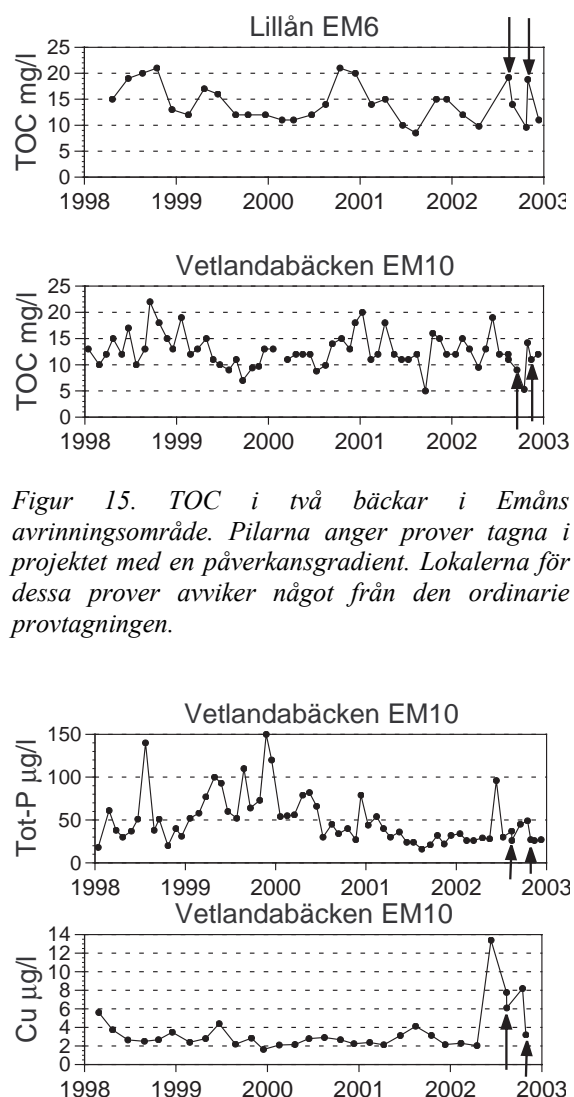 Lillån EM6
TOC mg/l
25
20
15
10
5
0
1998 1999 2000 2001 2002 2003
Vetlandabäcken EM10
TOC mg/l
25
20
15
10
5
0
1998 1999 2000 2001 2002 2003
Figur 15. TOC i två bäckar i Emåns
avrinningsområde. Pilarna anger prover tagna i
projektet med en påverkansgradient. Lokalerna för
dessa prover avviker något från den ordinarie
provtagningen.
Vetlandabäcken EM10
Tot-P µg/l
150
100
50
0
1998 1999 2000 2001 2002 2003
Vetlandabäcken EM10
Cu µg/l
14
12
10
8
6
4
2
0
1998 1999 2000 2001 2002 2003